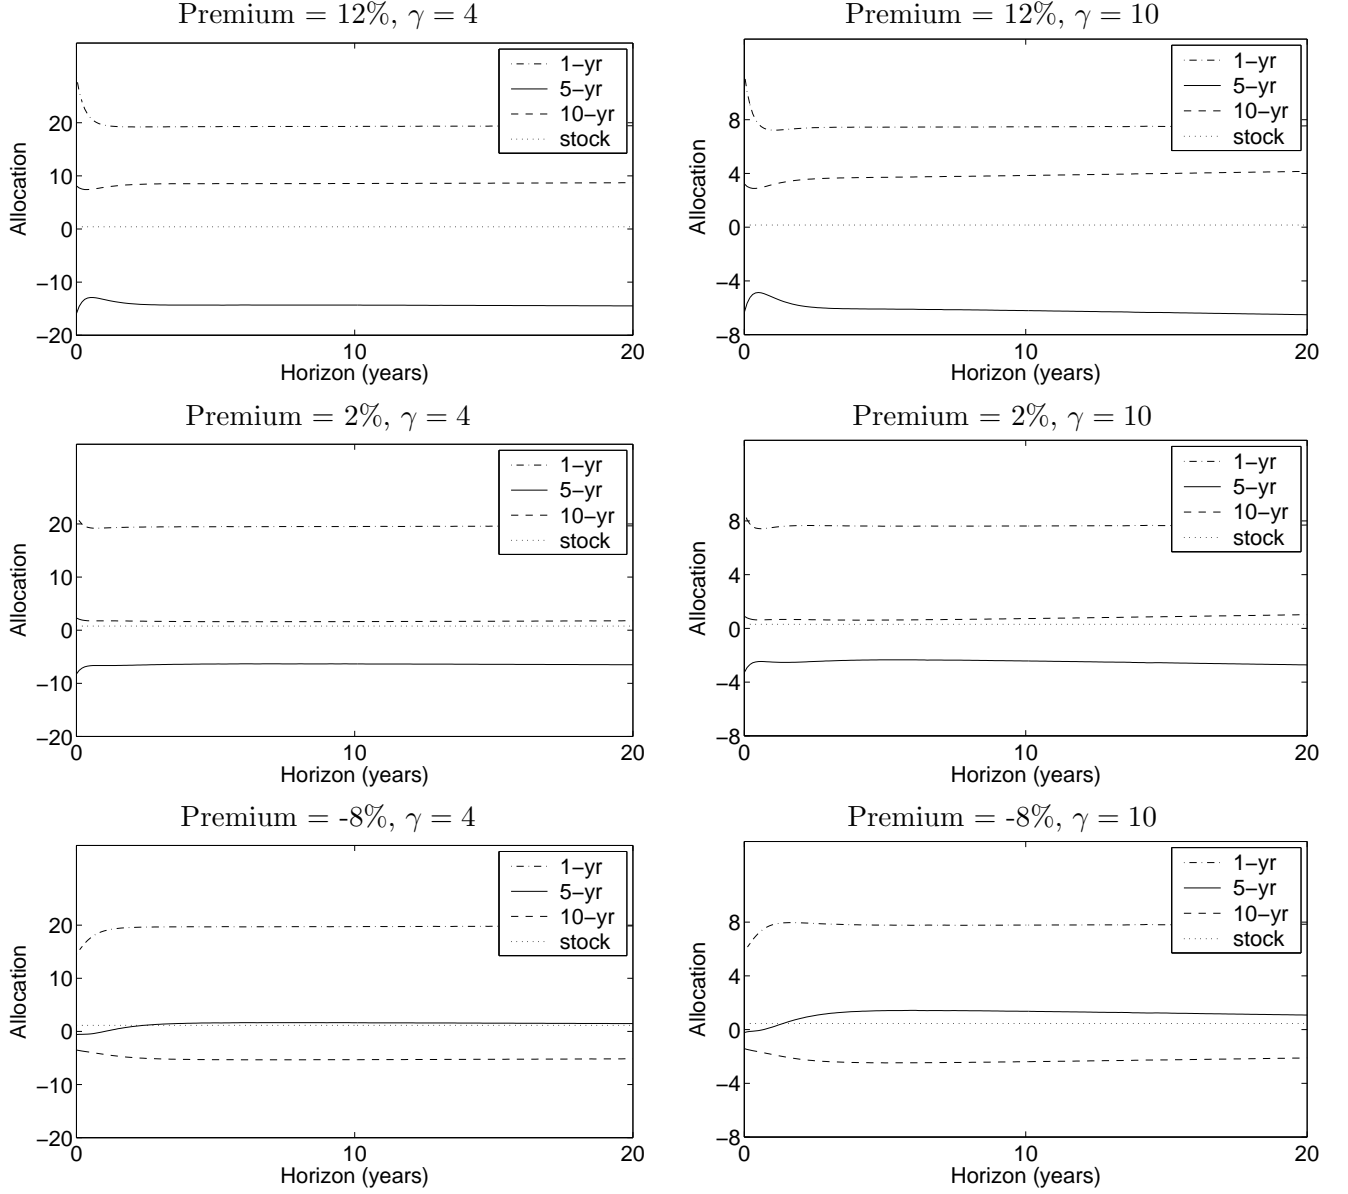 Premium = 12%, γ = 4
20
10
0
−10
−20
0
10
20
Allocation
Horizon (years)
1−yr
5−yr
10−yr
stock
Premium = 12%, γ = 10
8
4
0
−4
−8
0
10
20
Allocation
Horizon (years)
1−yr
5−yr
10−yr
stock
Premium = 2%, γ = 4
20
10
0
−10
−20
0
10
20
Allocation
Horizon (years)
1−yr
5−yr
10−yr
stock
Premium = 2%, γ = 10
8
4
0
−4
−8
0
10
20
Allocation
Horizon (years)
1−yr
5−yr
10−yr
stock
Premium = -8%, γ = 4
20
10
0
−10
−20
0
10
20
Allocation
Horizon (years)
1−yr
5−yr
10−yr
stock
Premium = -8%, γ = 10
8
4
0
−4
−8
0
10
20
Allocation
Horizon (years)
1−yr
5−yr
10−yr
stock